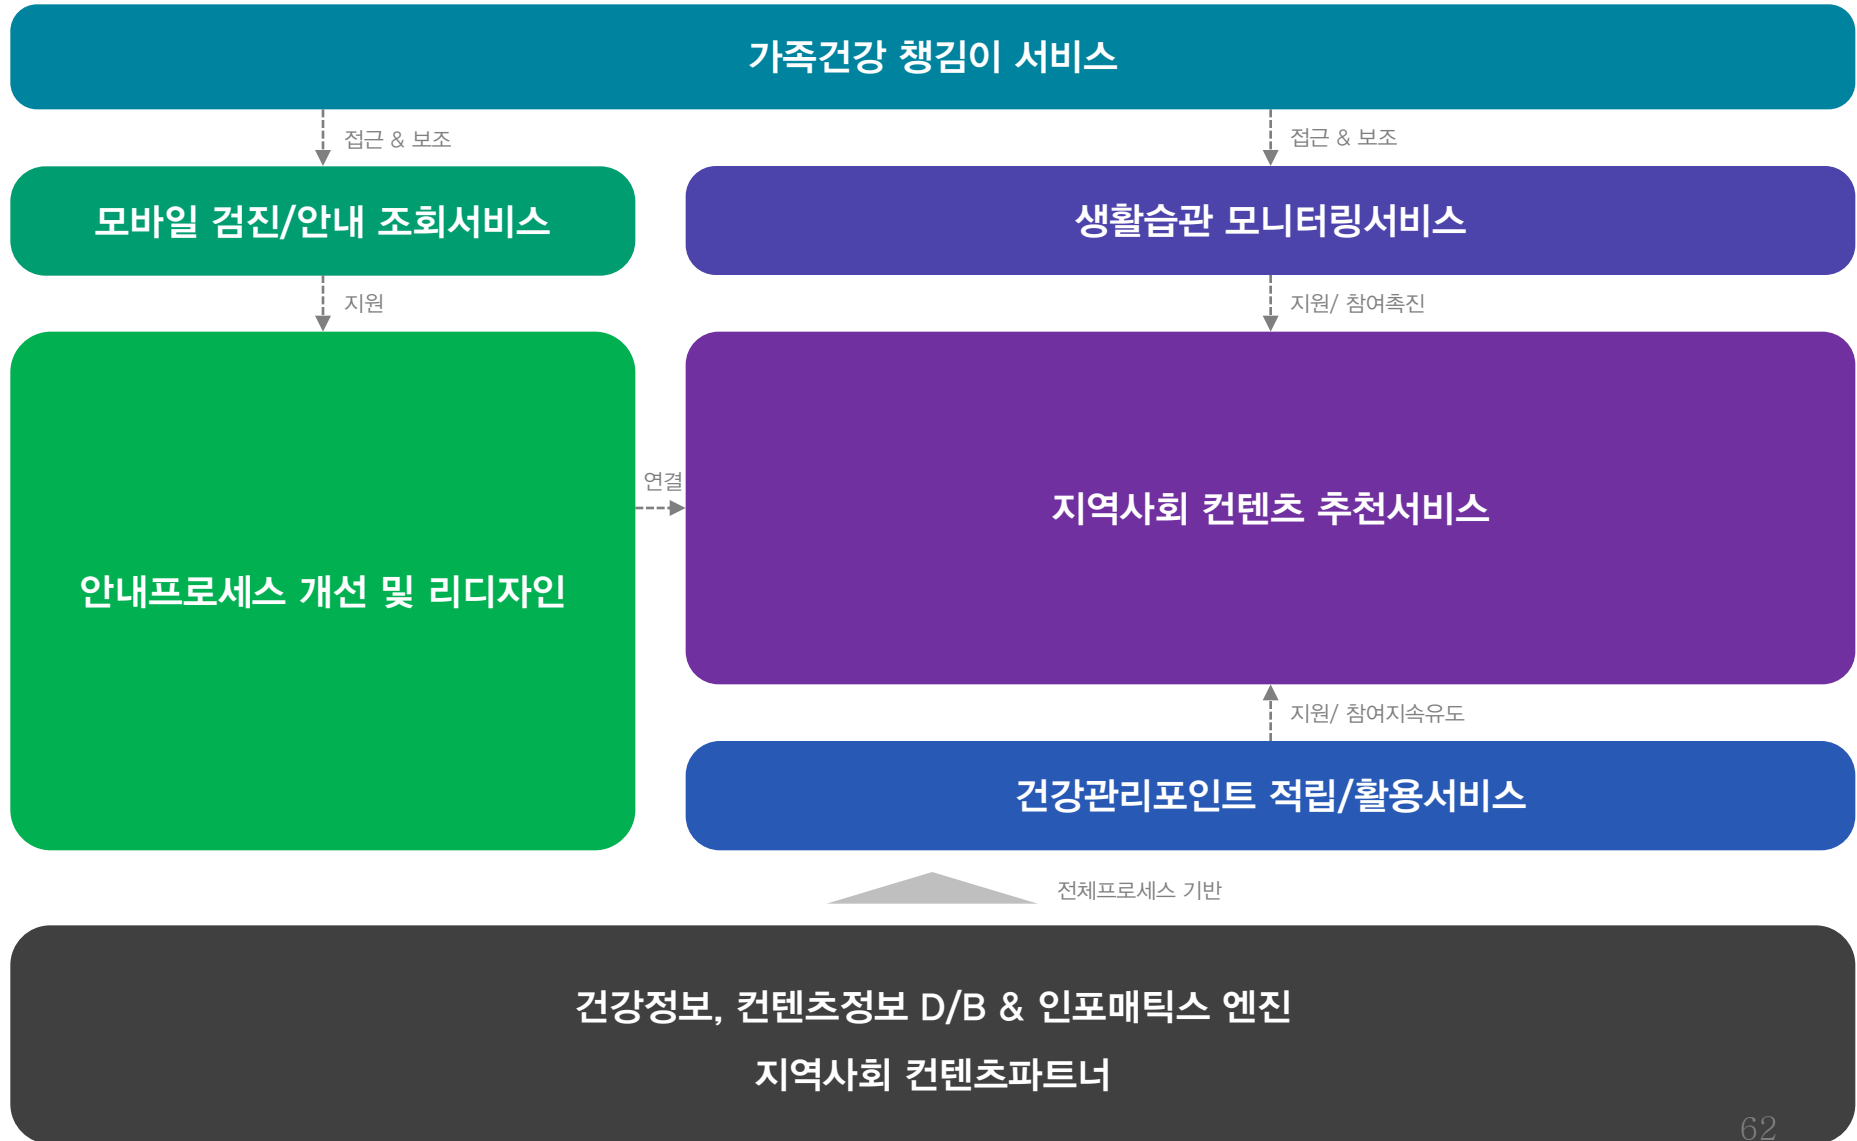 가족건강 챙김이 서비스
접근 & 보조
접근 & 보조
모바일 검진/안내 조회서비스
생활습관 모니터링서비스
지원
지원/ 참여촉진
연결
안내프로세스 개선 및 리디자인
지역사회 컨텐츠 추천서비스
지원/ 참여지속유도
건강관리포인트 적립/활용서비스
전체프로세스 기반
건강정보, 컨텐츠정보 D/B & 인포매틱스 엔진
지역사회 컨텐츠파트너
62